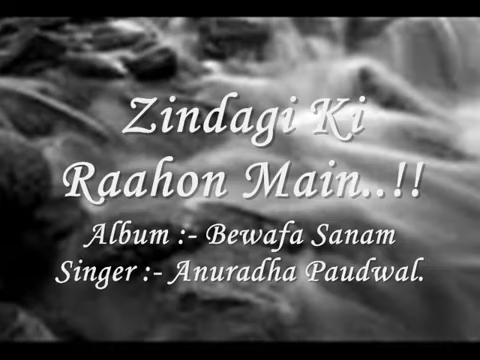 Zindagi Ki
Raahon Main..!!
Album :- Bewafa Sanam
Singer :- Anuradha Paudwal.